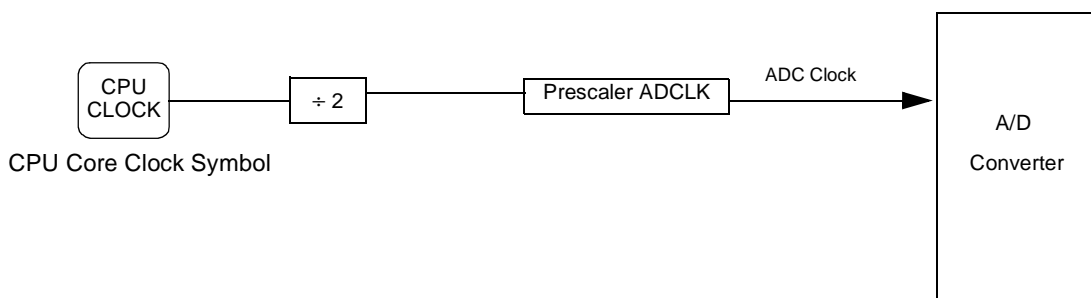 CPU
CLOCK
CPU Core Clock Symbol
÷ 2
Prescaler ADCLK
ADC Clock
A/D
Converter